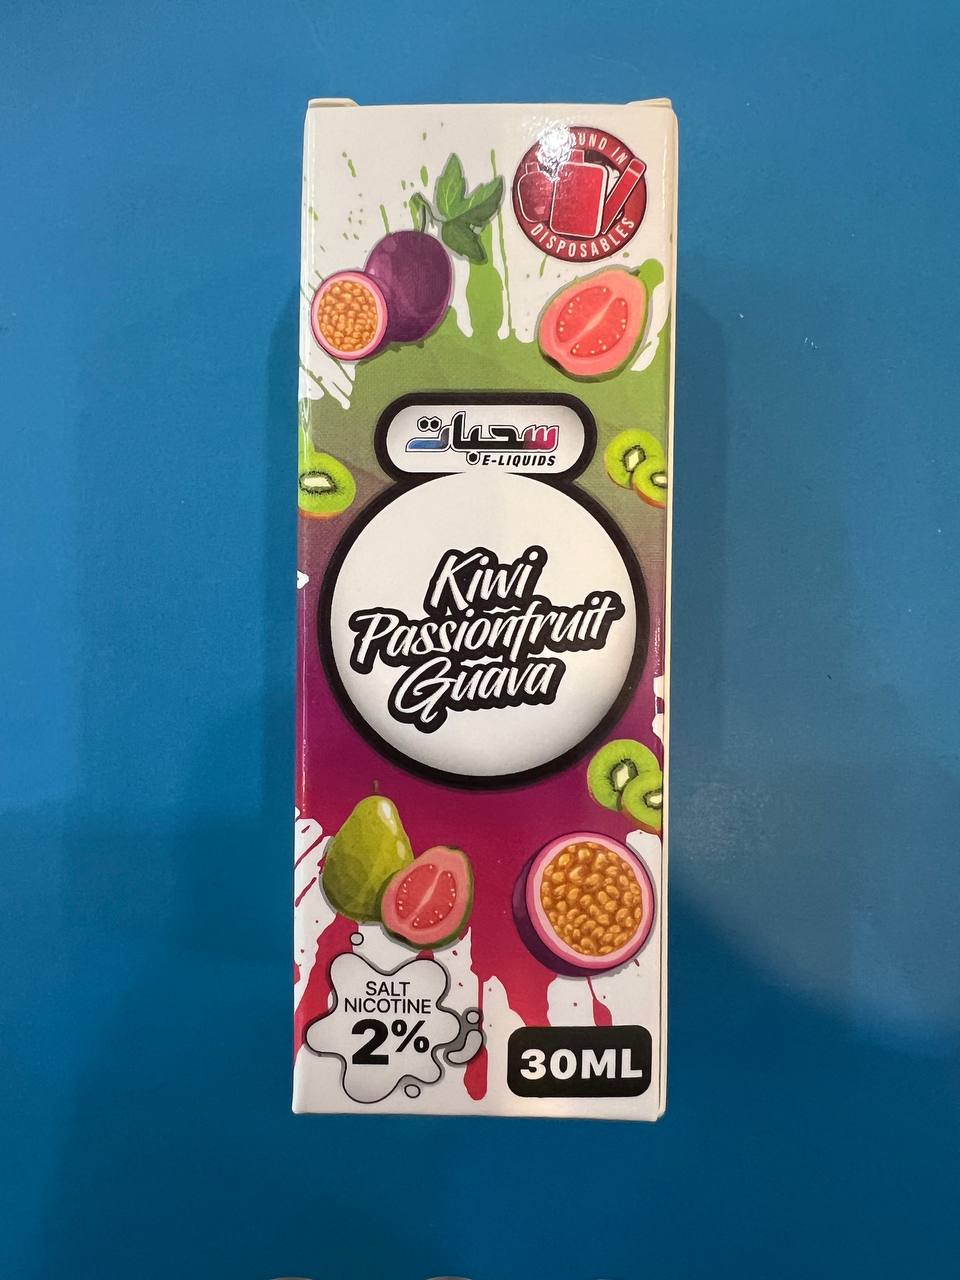 FOUND IN
DISPOSABLES
سحبات
E-LIQUIDS
Kiwi
Passionfruit
Guava
SALT
NICOTINE
2%
30ML